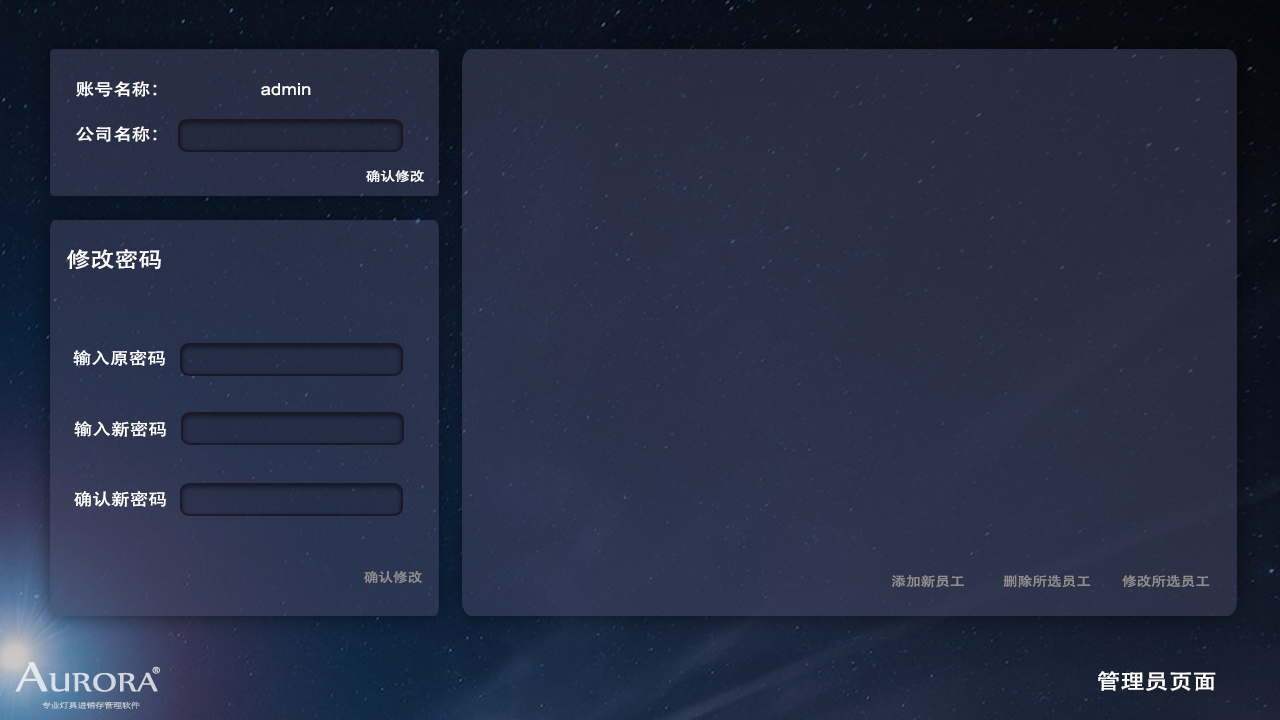 账号名称： admin
公司名称：
确认修改
修改密码
输入原密码
输入新密码
确认新密码
确认修改
添加新员工 删除所选员工 修改所选员工
AURORA®
专业灯具进销存管理软件
管理员页面